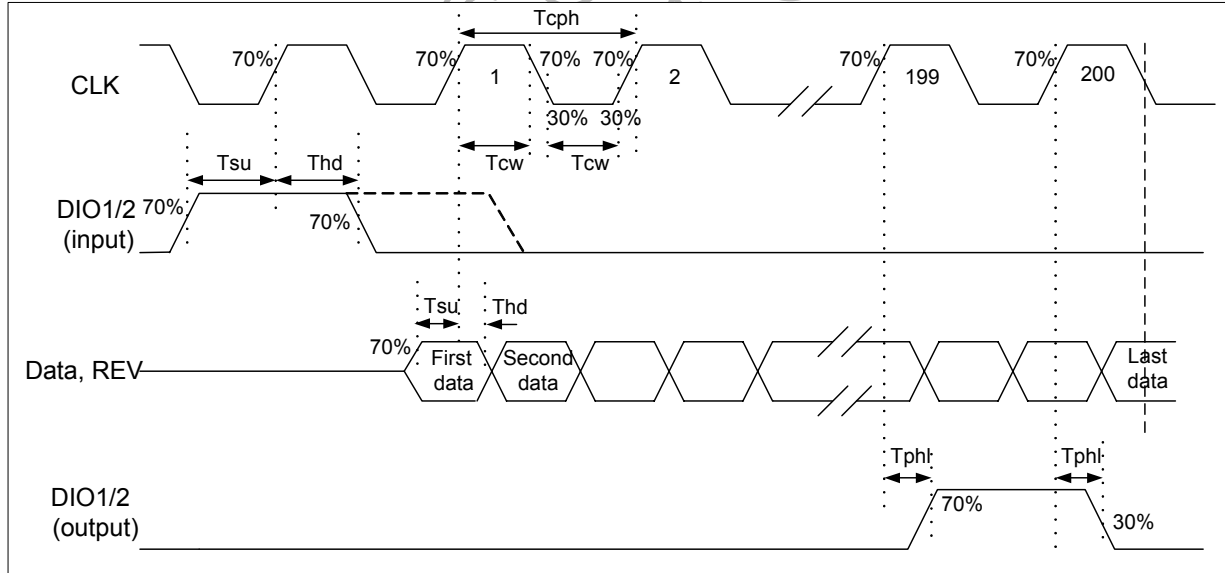 Tcph
70% 70% 70% 70% 70% 70% 70%
CLK 1 2 199 200
30% 30%
Tcw Tcw
Tsu Thd
DIO1/2 70% 70%
(input)
Tsu Thd
70%
Data, REV First Second Last
data data data
Tphl Tphl
DIO1/2 70%
(output) 30%